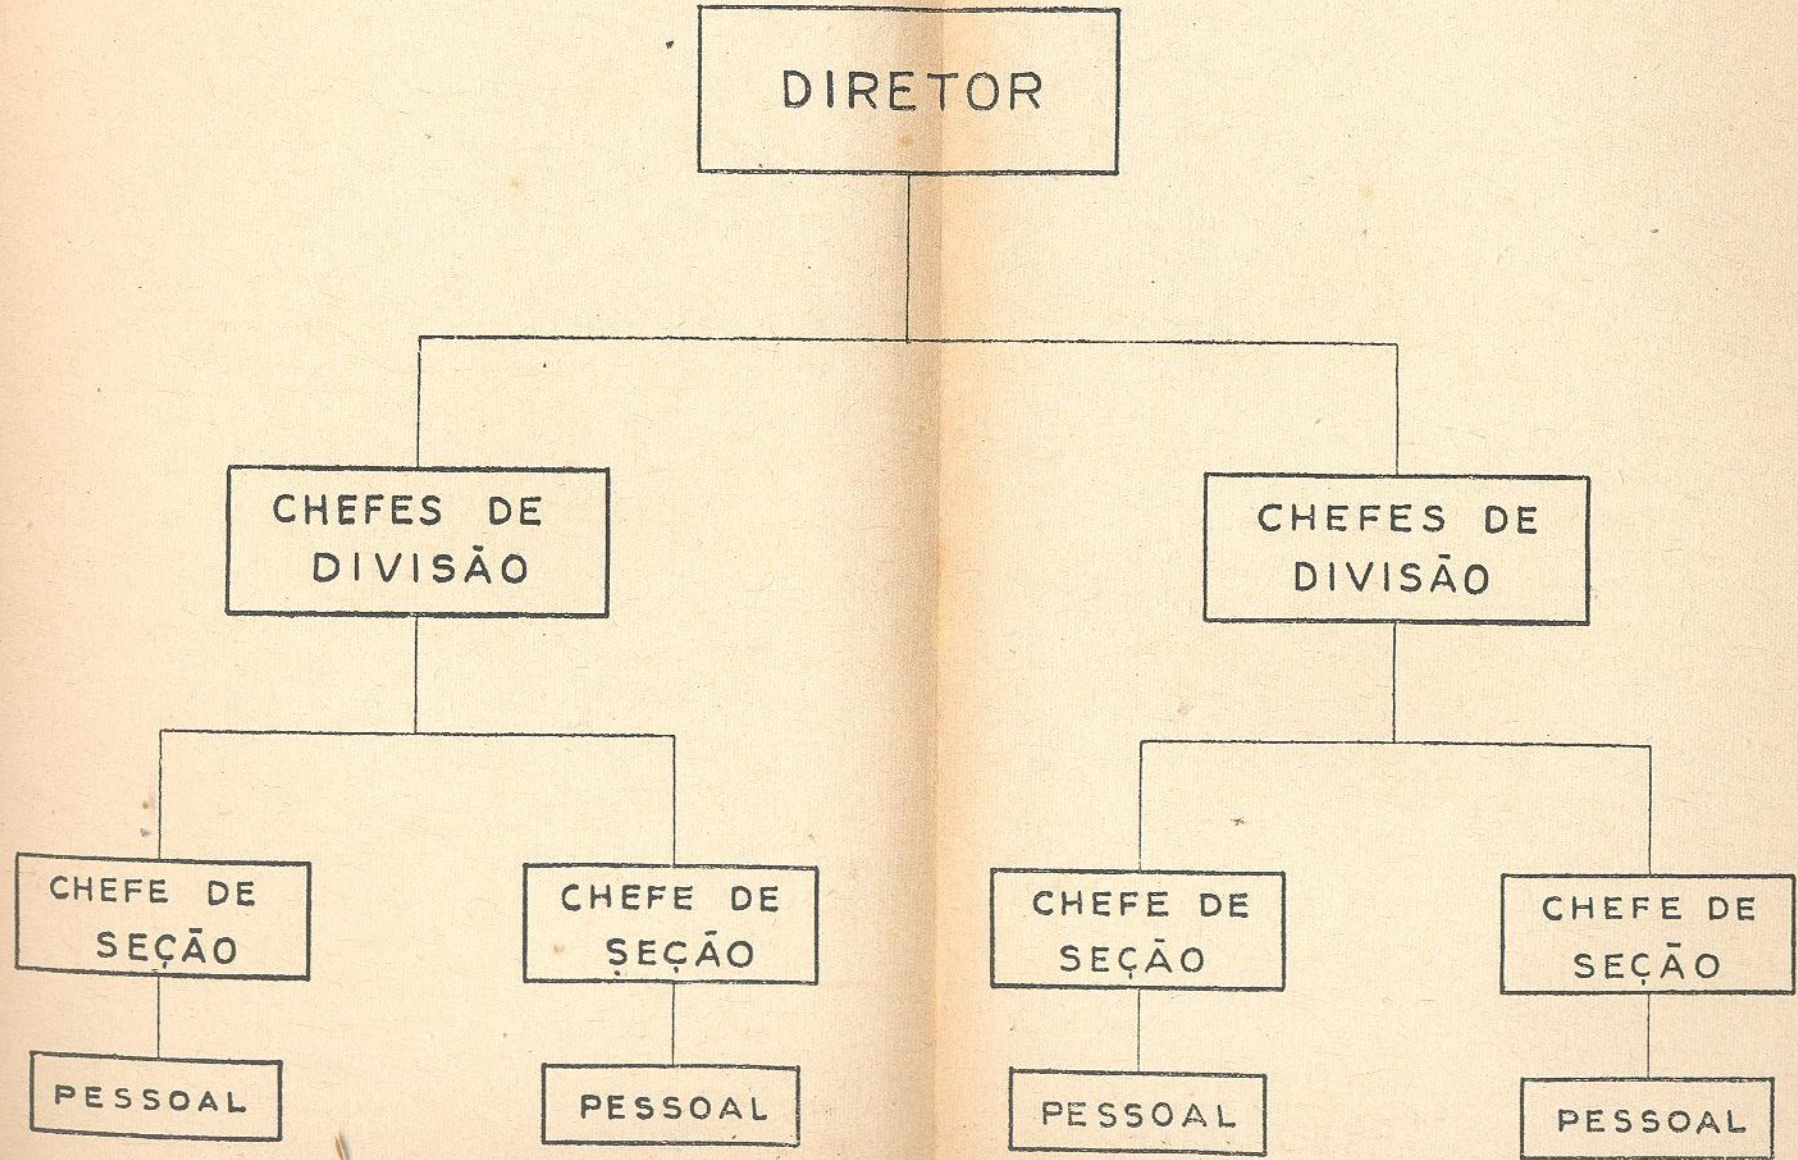 DIRETOR
CHEFES DE
DIVISÃO
CHEFES DE
DIVISÃO
CHEFE DE
SEÇÃO
CHEFE DE
SEÇÃO
CHEFE DE
SEÇÃO
CHEFE DE
SEÇÃO
PESSOAL
PESSOAL
PESSOAL
PESSOAL